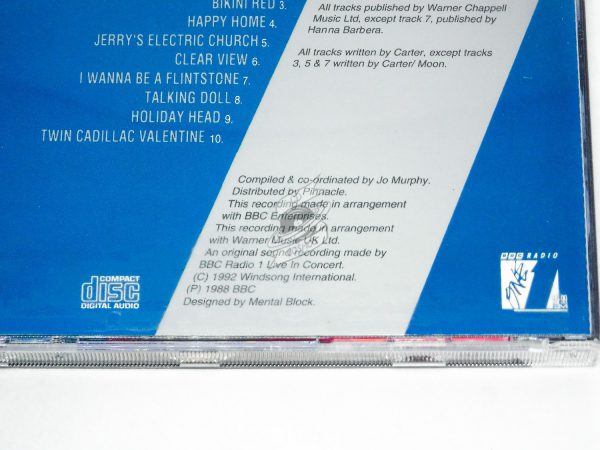 BIKINI RED 3.
HAPPY HOME 4.
JERRY'S ELECTRIC CHURCH 5.
CLEAR VIEW 6.
I WANNA BE A FLINTSTONE 7.
TALKING DOLL 8.
HOLIDAY HEAD 9.
TWIN CADILLAC VALENTINE 10.
All tracks published by Warner Chappell
Music Ltd, except track 7, published by
Hanna Barbera.
All tracks written by Carter, except tracks
3, 5 & 7 written by Carter/ Moon.
Compiled & co-ordinated by Jo Murphy.
Distributed by Pinnacle.
This recording made in arrangement
with BBC Enterprises.
This recording made in arrangement
with Warner Music UK Ltd.
An original sound recording made by
BBC Radio 1 Live In Concert.
(C) 1992 Windsong International.
(P) 1988 BBC
Designed by Mental Block.
COMPACT
disc
DIGITAL AUDIO
BBC RADIO
1